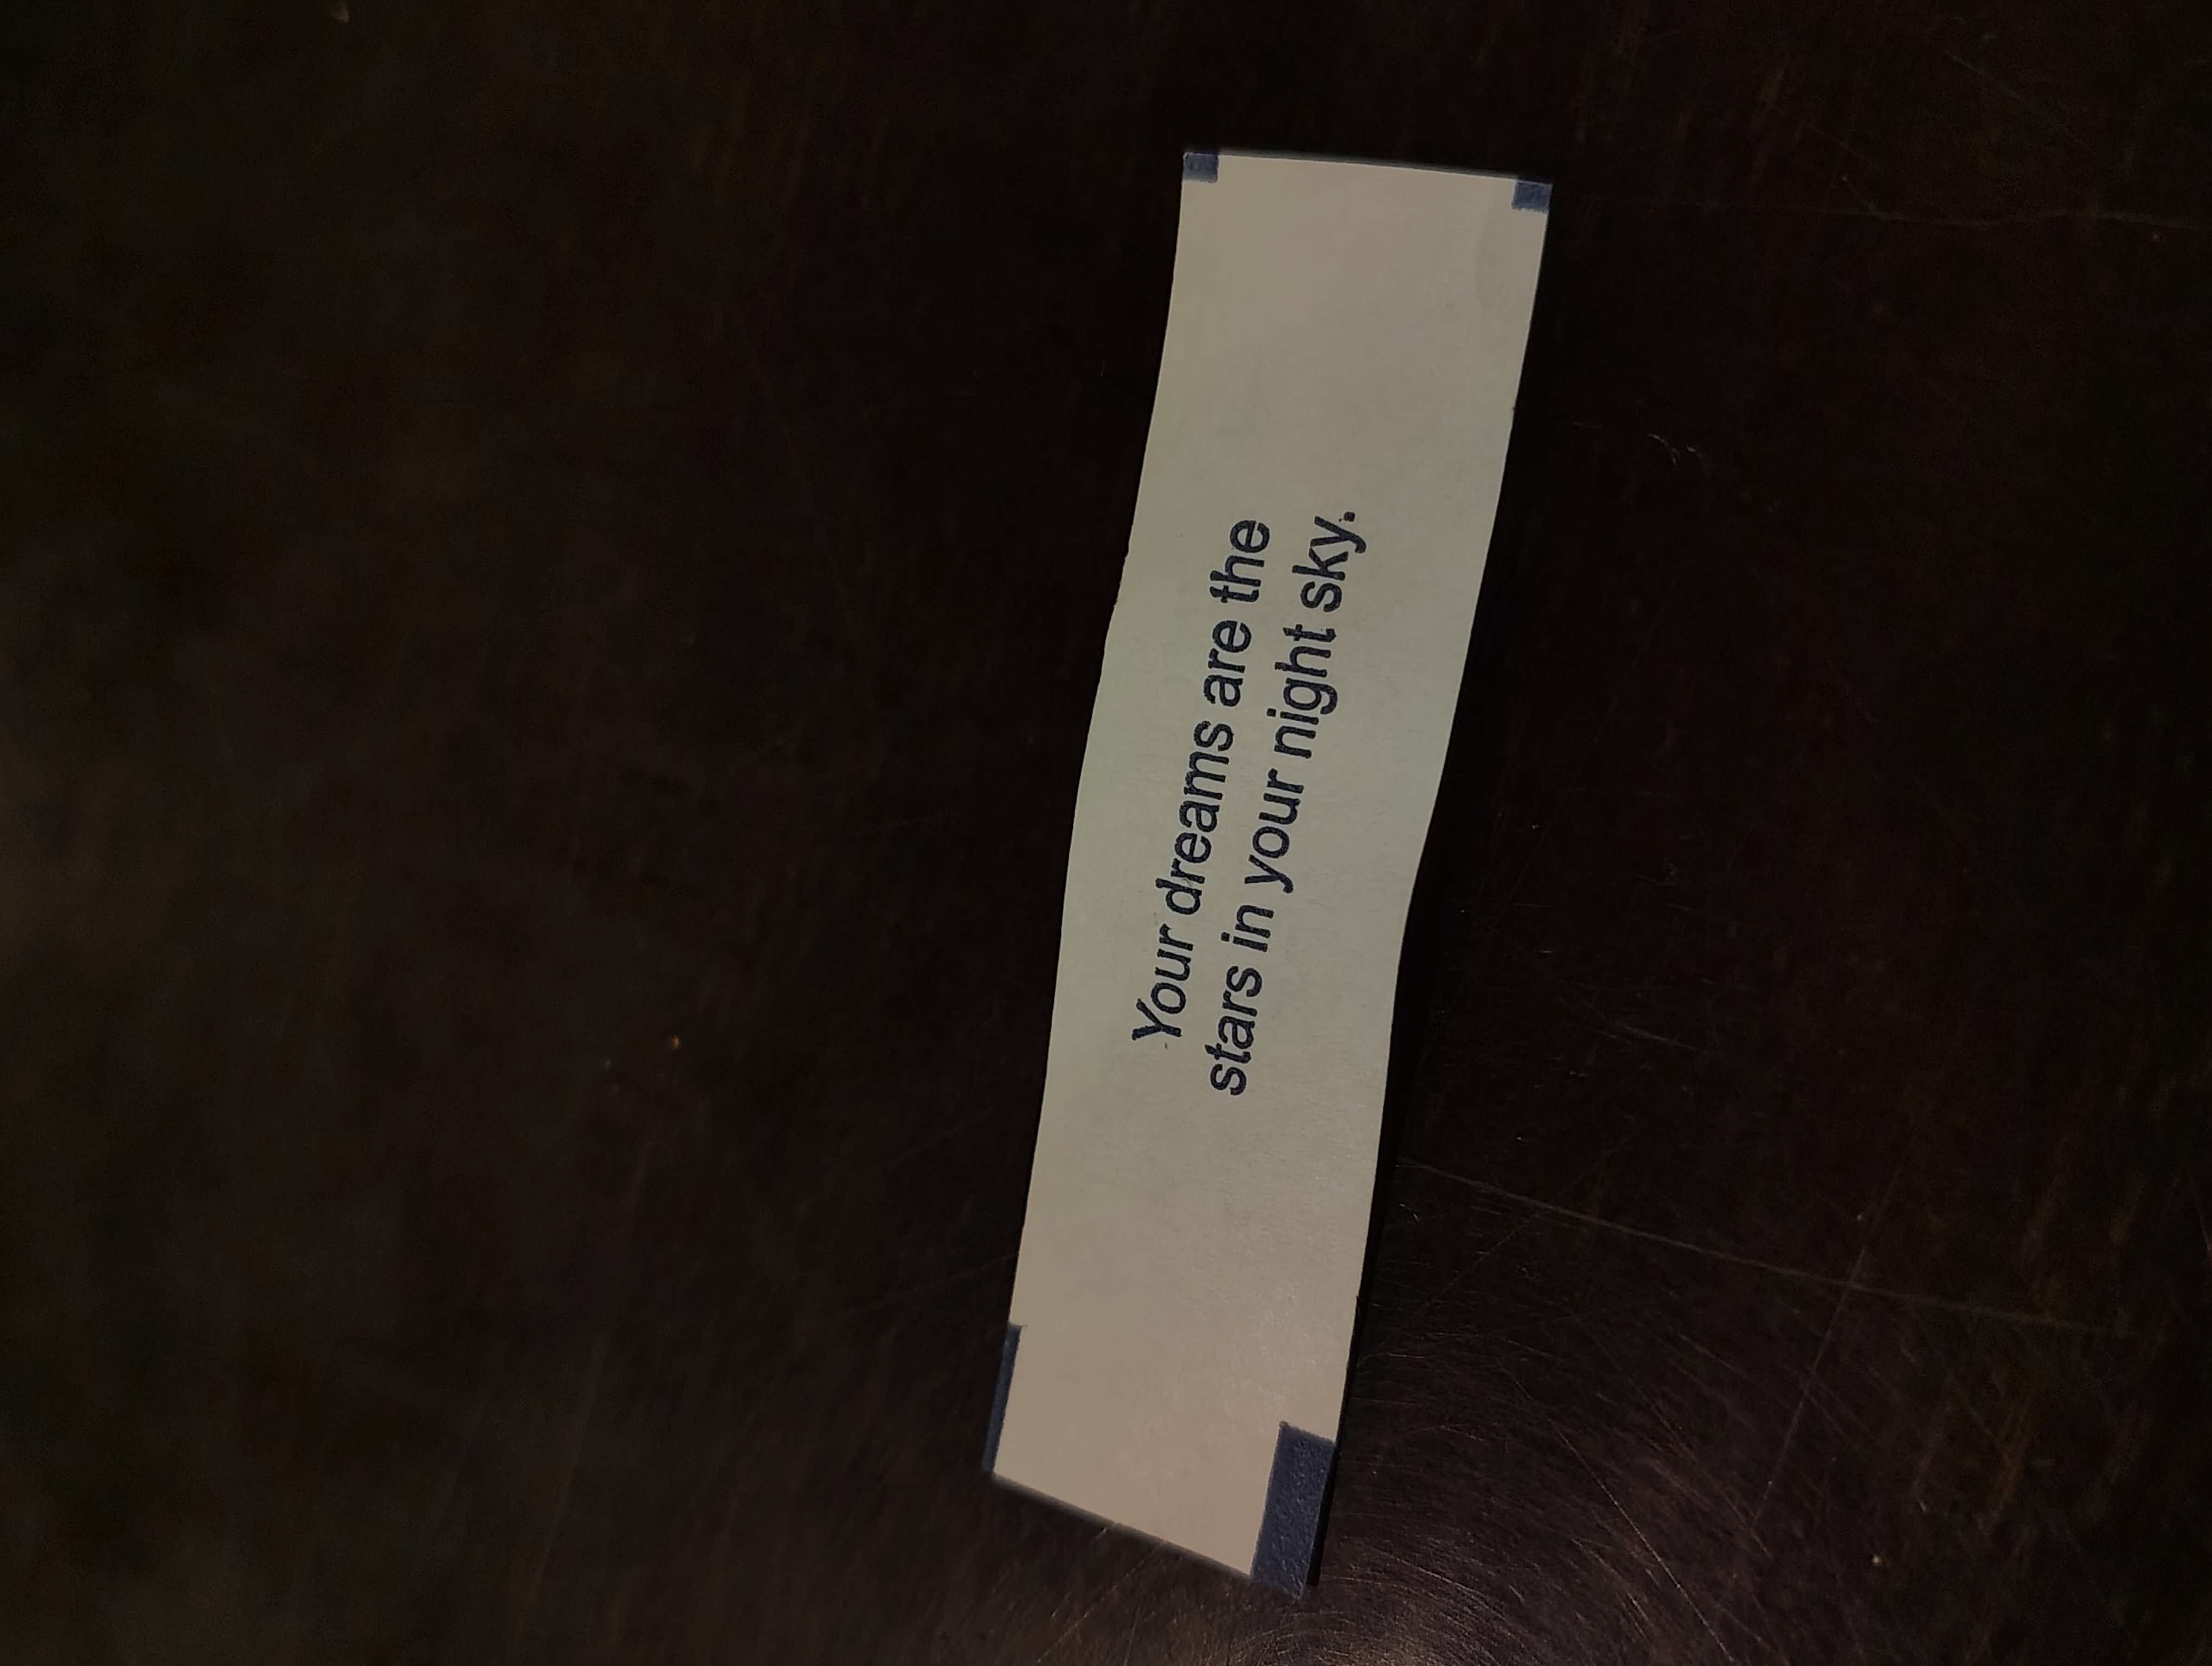 Your dreams are the
stars in your night sky.